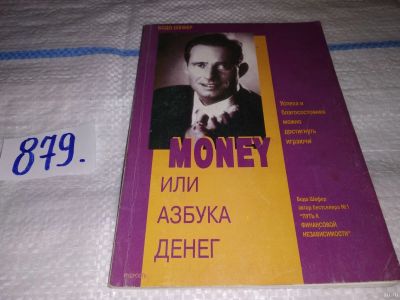 БОДО ШЕФЕР
Успеха и
благосостояния
можно
достигнуть
играючи!
MONEY
ИЛИ
АЗБУКА
ДЕНЕГ
Бодо Шефер
автор бестселлера №1
"ПУТЬ К
ФИНАНСОВОЙ
НЕЗАВИСИМОСТИ"
879.